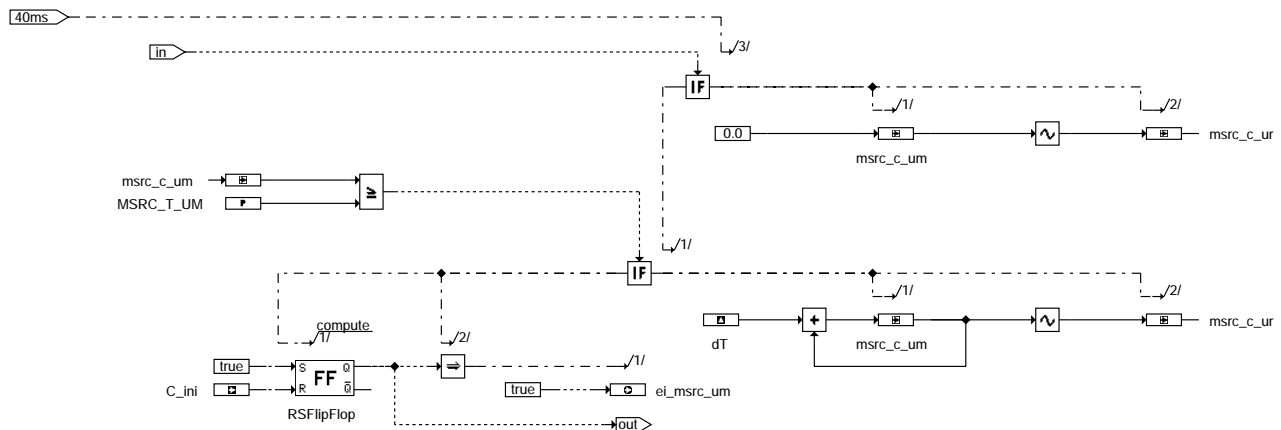 40ms
/3/
in
IF
/1/
/2/
0.0
msrc_c_um
msrc_c_ur
msrc_c_um
MSRC_T_UM
P
≥
/1/
IF
/1/
/2/
compute
/1/
/2/
dT
+
msrc_c_um
msrc_c_ur
true
S
Q
FF
R
Q̅
C_ini
RSFlipFlop
⇒
/1/
true
ei_msrc_um
out